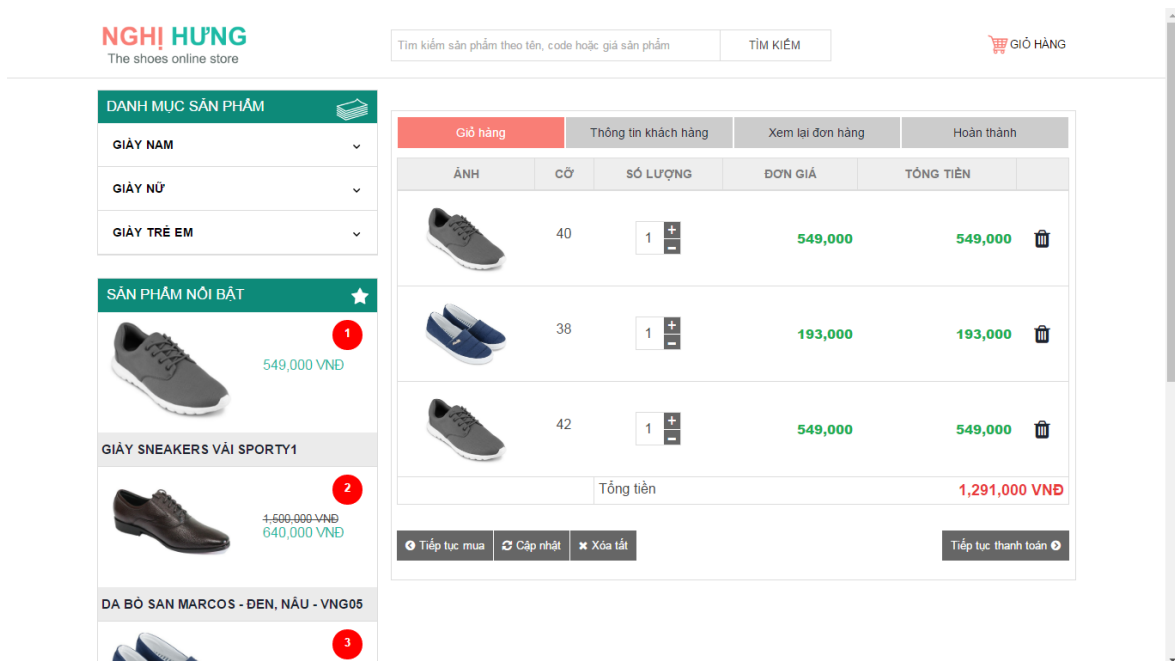 NGHỊ HƯNG
The shoes online store
Tìm kiếm sản phẩm theo tên, code hoặc giá sản phẩm
TÌM KIẾM
GIỎ HÀNG
DANH MỤC SẢN PHẨM
GIÀY NAM
GIÀY NỮ
GIÀY TRẺ EM
SẢN PHẨM NỔI BẬT
1
549,000 VNĐ
GIÀY SNEAKERS VẢI SPORTY1
2
1,500,000 VNĐ
640,000 VNĐ
DA BÒ SAN MARCOS - ĐEN, NÂU - VNG05
3
Giỏ hàng Thông tin khách hàng Xem lại đơn hàng Hoàn thành
ẢNH CỠ SỐ LƯỢNG ĐƠN GIÁ TỔNG TIỀN
40 1 + - 549,000 549,000
38 1 + - 193,000 193,000
42 1 + - 549,000 549,000
Tổng tiền 1,291,000 VNĐ
Tiếp tục mua Cập nhật Xóa tất Tiếp tục thanh toán